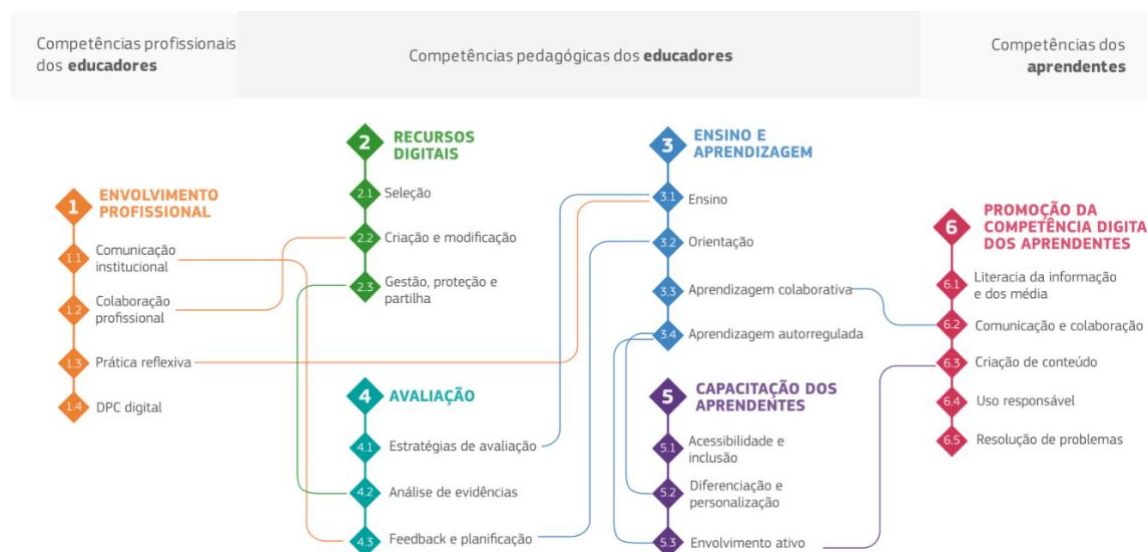 Competências profissionais
dos educadores
Competências pedagógicas dos educadores
Competências dos
aprendentes
1
ENVOLVIMENTO
PROFISSIONAL
1.1
Comunicação
institucional
1.2
Colaboração
profissional
1.3
Prática reflexiva
1.4
DPC digital
2
RECURSOS
DIGITAIS
2.1
Seleção
2.2
Criação e modificação
2.3
Gestão, proteção e
partilha
3
ENSINO E
APRENDIZAGEM
3.1
Ensino
3.2
Orientação
3.3
Aprendizagem colaborativa
3.4
Aprendizagem autorregulada
4
AVALIAÇÃO
4.1
Estratégias de avaliação
4.2
Análise de evidências
4.3
Feedback e planificação
5
CAPACITAÇÃO DOS
APRENDENTES
5.1
Acessibilidade e
inclusão
5.2
Diferenciação e
personalização
5.3
Envolvimento ativo
6
PROMOÇÃO DA
COMPETÊNCIA DIGITA
DOS APRENDENTES
6.1
Literacia da informação
e dos média
6.2
Comunicação e colaboração
6.3
Criação de conteúdo
6.4
Uso responsável
6.5
Resolução de problemas